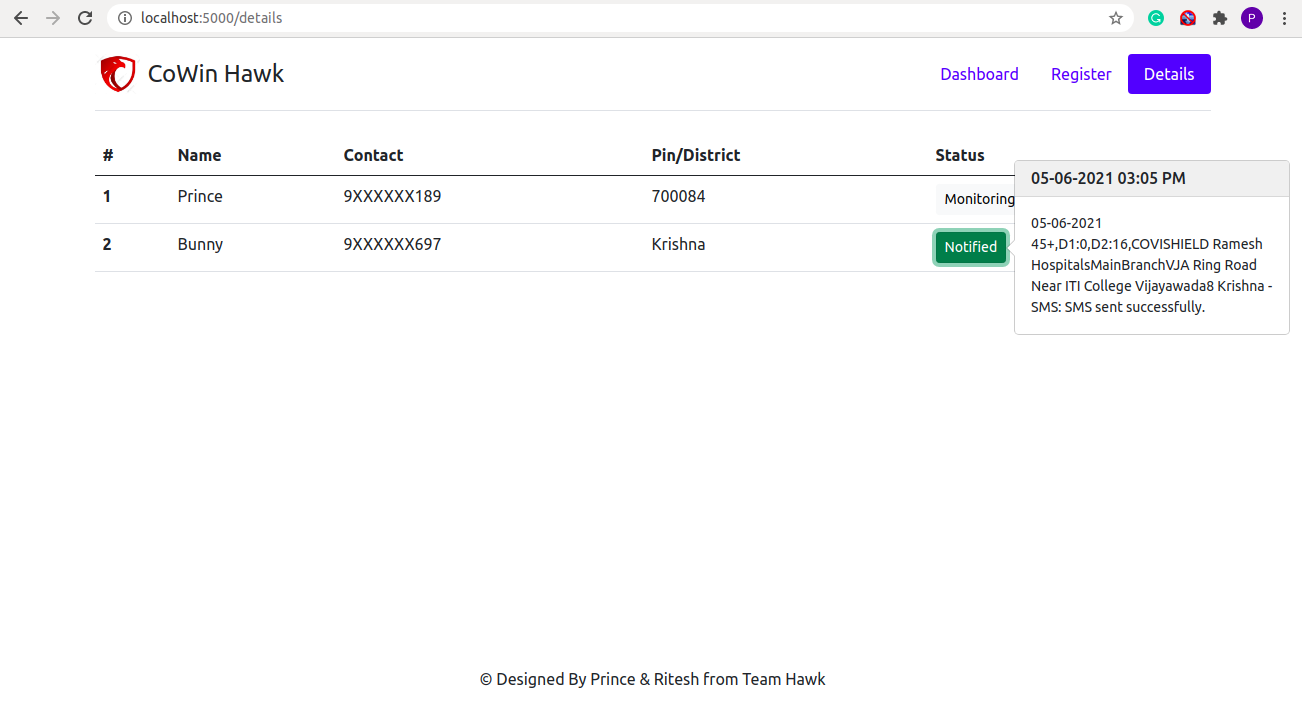 localhost:5000/details
P
CoWin Hawk
Dashboard Register Details
# Name Contact Pin/District Status
1 Prince 9XXXXXX189 700084 Monitoring
2 Bunny 9XXXXXX697 Krishna Notified
05-06-2021 03:05 PM
05-06-2021
45+,D1:0,D2:16,COVISHIELD Ramesh
HospitalsMainBranchVJA Ring Road
Near ITI College Vijayawada8 Krishna -
SMS: SMS sent successfully.
© Designed By Prince & Ritesh from Team Hawk